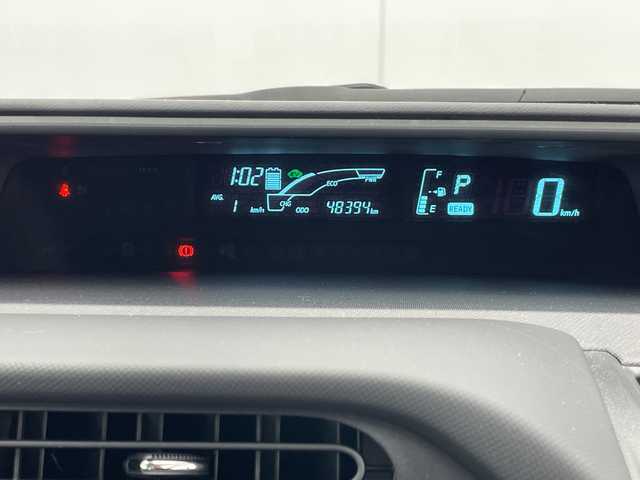 1:02
ECO
PWR
AVG.
1 km/h
CHG
ODO 48394 km
F
E
P
READY
0 km/h